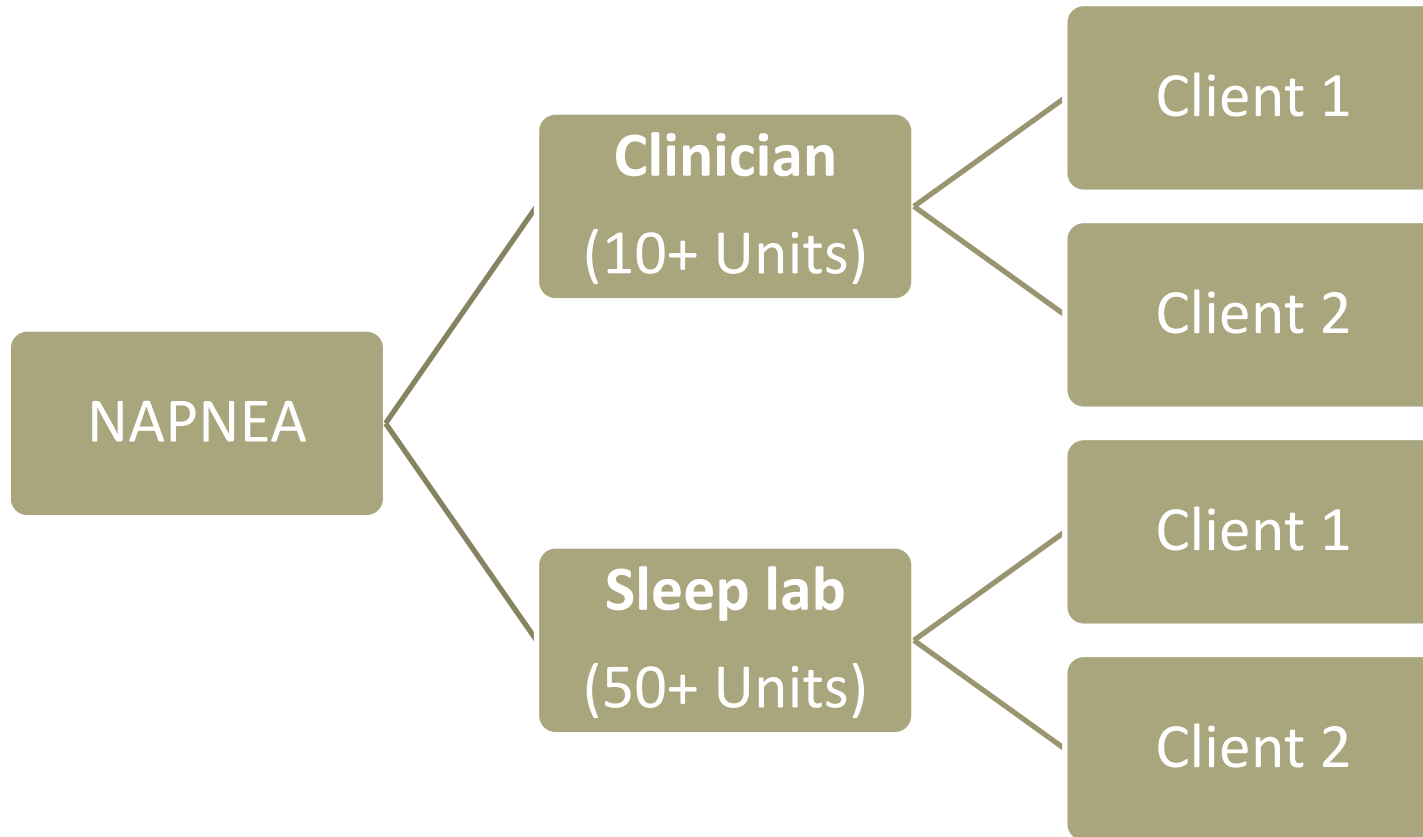 NAPNEA
Clinician
(10+ Units)
Client 1
Client 2
Sleep lab
(50+ Units)
Client 1
Client 2